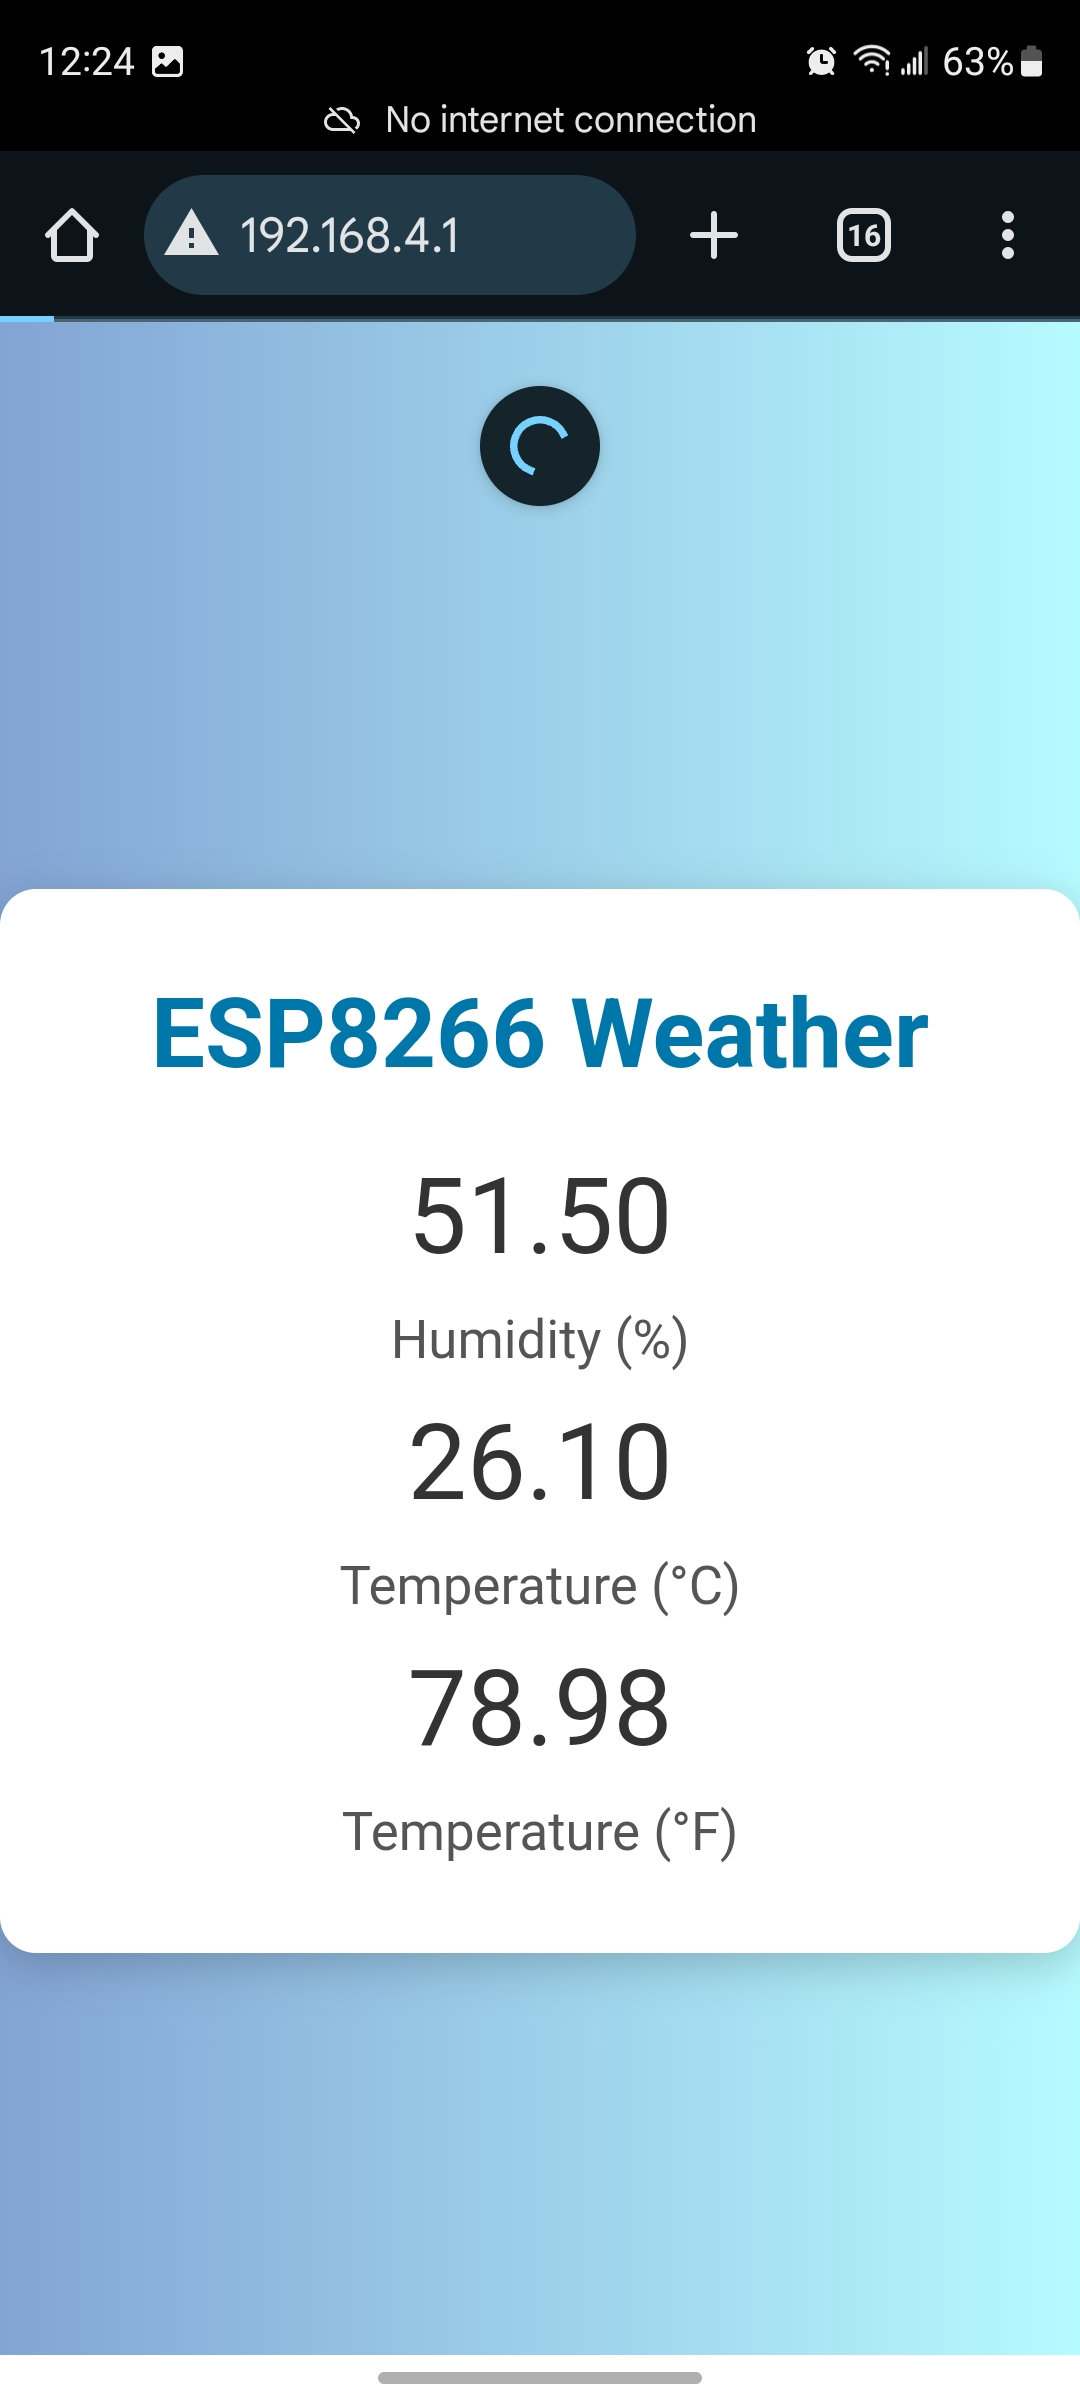 12:24
63%
No internet connection
192.168.4.1
16
ESP8266 Weather
51.50
Humidity (%)
26.10
Temperature (°C)
78.98
Temperature (°F)